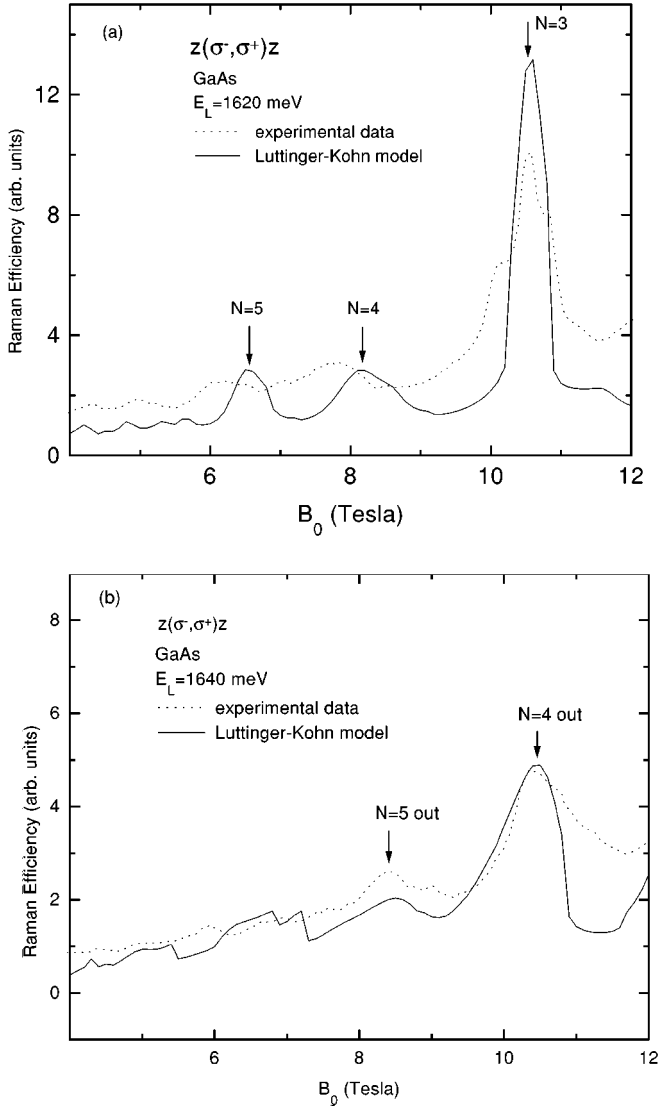 (a)
z(σ⁻,σ⁺)z
N=3
GaAs
E_L=1620 meV
experimental data
Luttinger-Kohn model
N=5
N=4
12
8
4
0
Raman Efficiency (arb. units)
6
8
10
12
B₀ (Tesla)
(b)
z(σ⁻,σ⁺)z
GaAs
E_L=1640 meV
experimental data
Luttinger-Kohn model
N=4 out
N=5 out
8
6
4
2
0
Raman Efficiency (arb. units)
6
8
10
12
B₀ (Tesla)